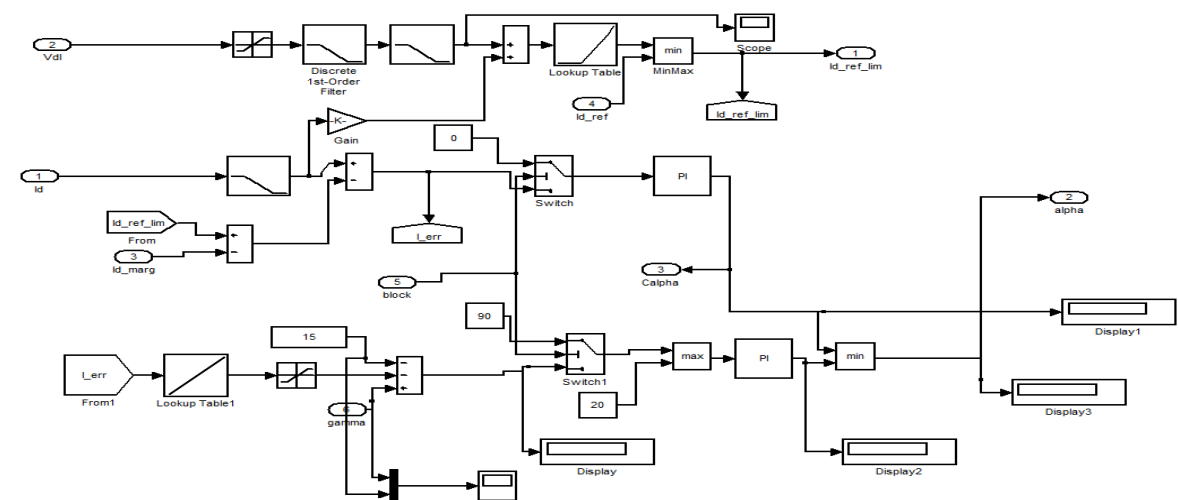 2
Vdl
Discrete
1st-Order
Filter
Lookup Table
min
MinMax
Scope
1
Id_ref_lim
4
Id_ref
Id_ref_lim
-K-
Gain
0
1
Id
Switch
PI
2
alpha
Id_ref_lim
From
3
Id_marg
I_err
5
block
3
Calpha
90
Display1
15
I_err
From1
Lookup Table1
Switch1
max
PI
min
20
6
gamma
Display3
Display
Display2